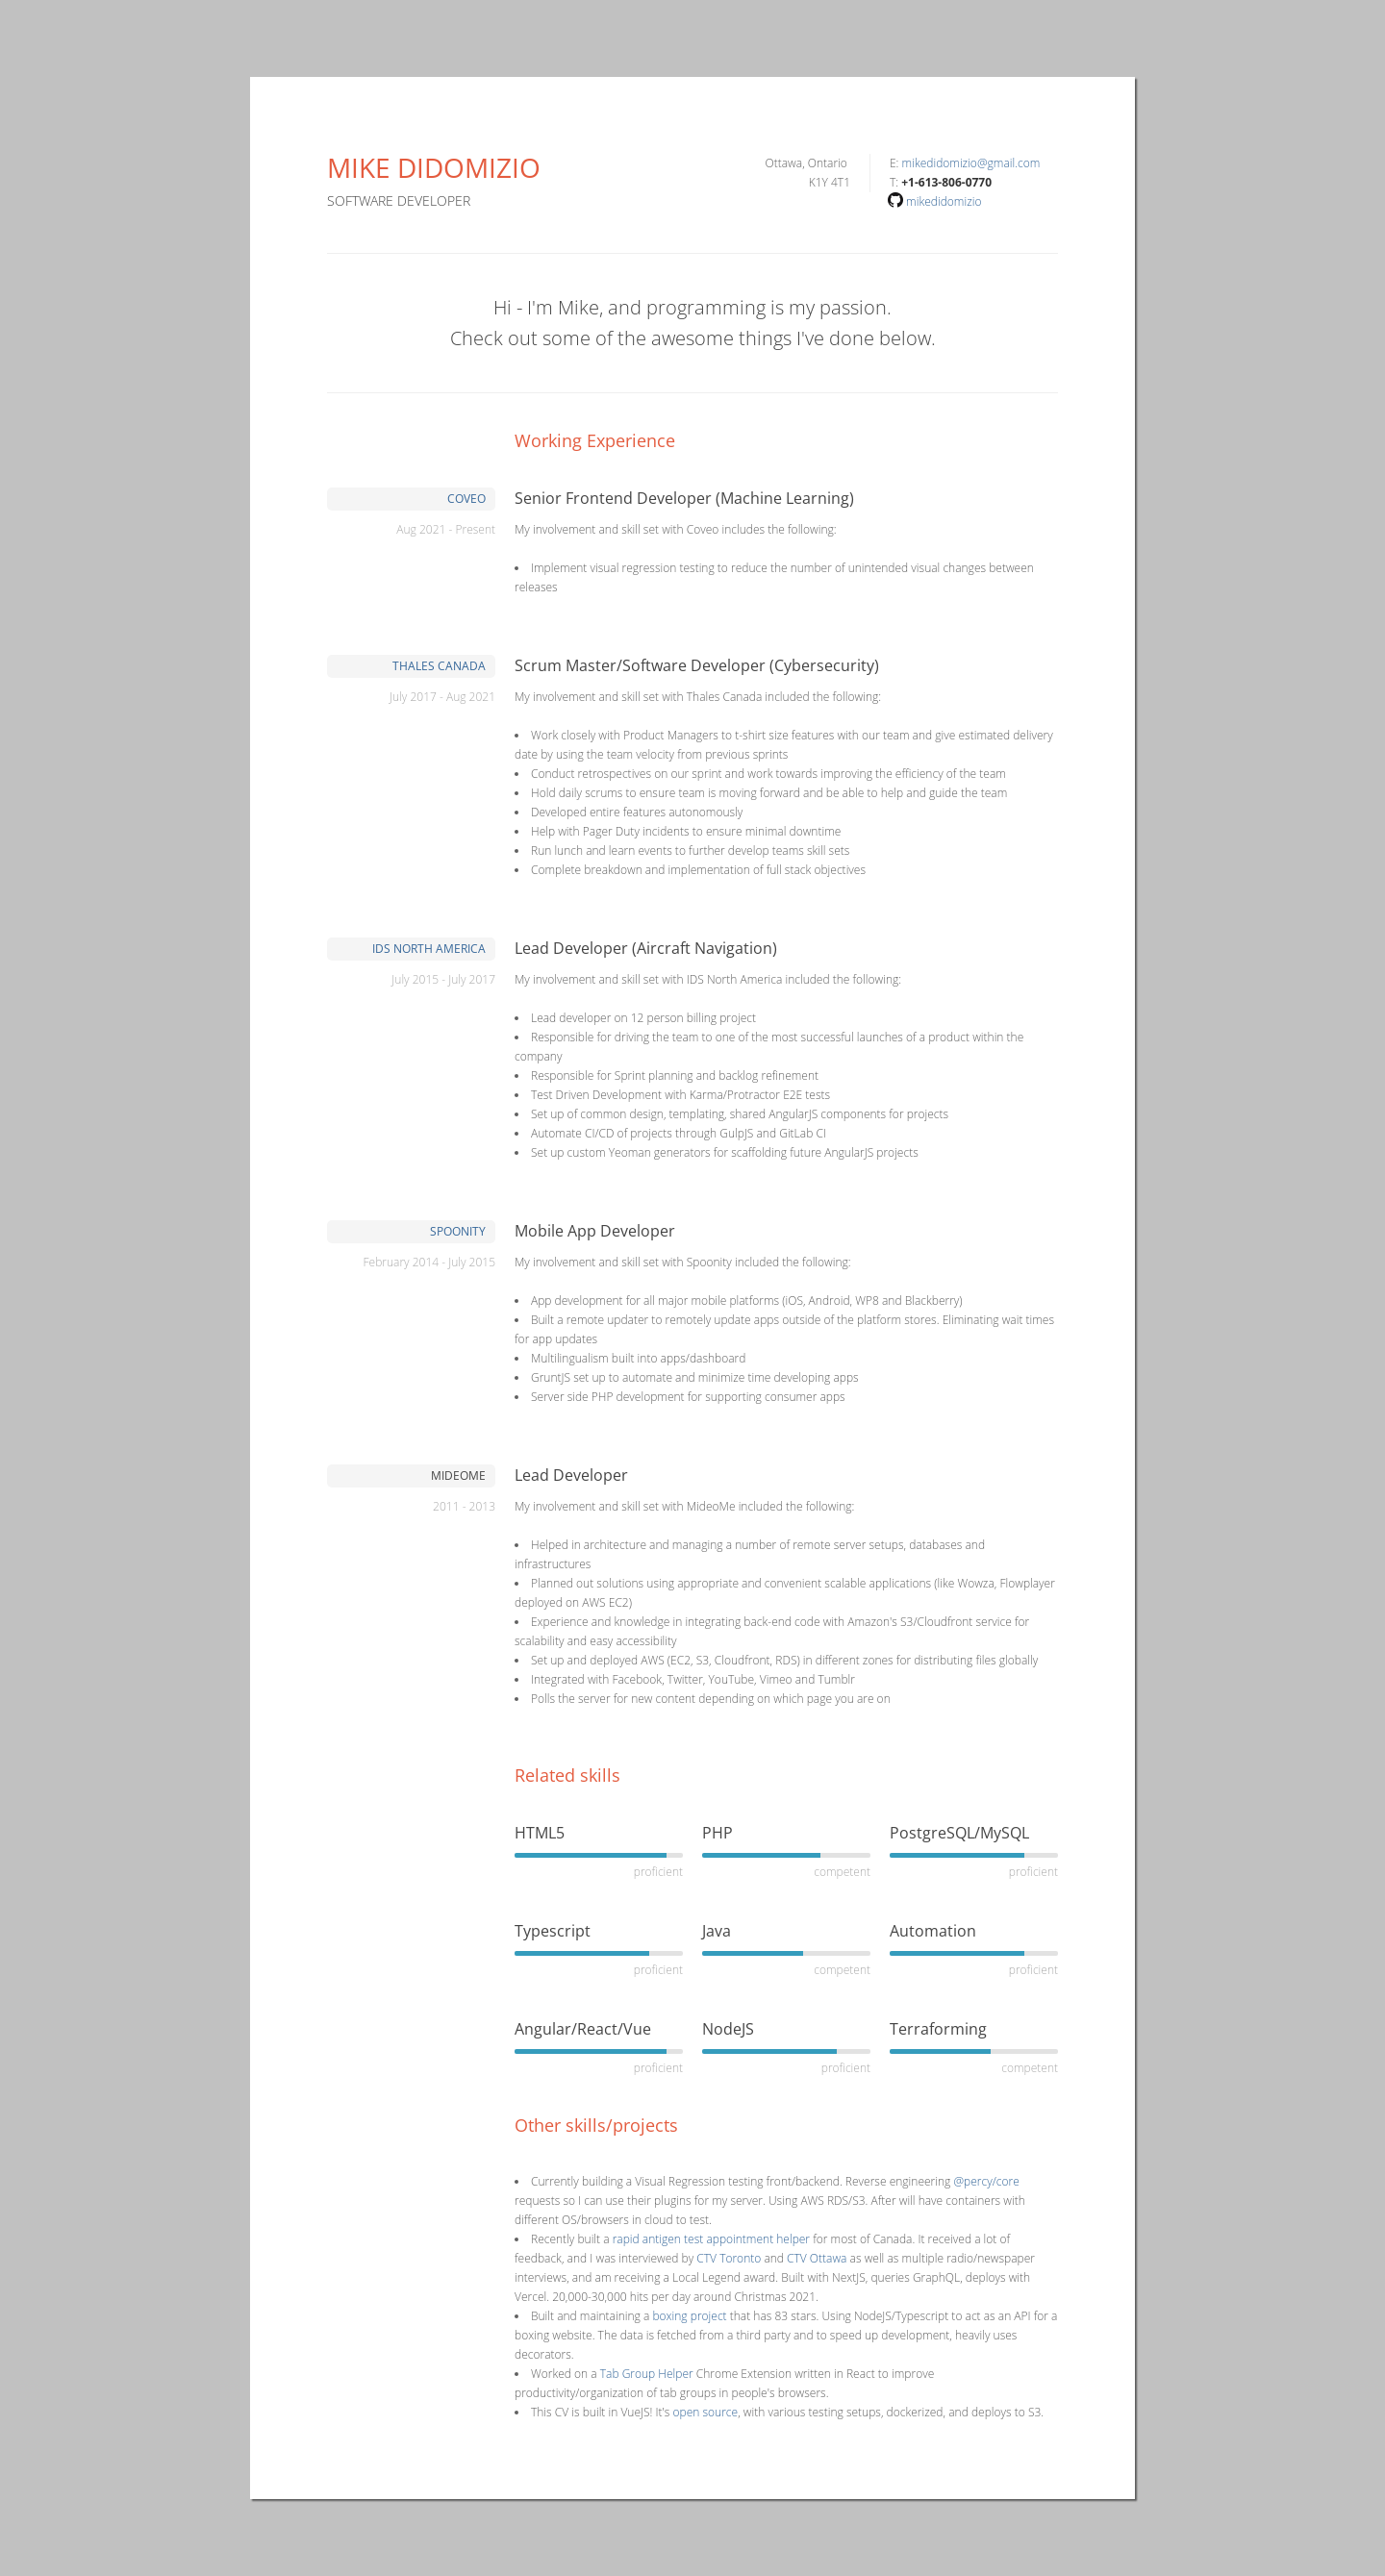 MIKE DIDOMIZIO
SOFTWARE DEVELOPER
Ottawa, Ontario
K1Y 4T1
E: mikedidomizio@gmail.com
T: +1-613-806-0770
mikedidomizio
Hi - I'm Mike, and programming is my passion.
Check out some of the awesome things I've done below.
Working Experience
COVEO
Aug 2021 - Present
Senior Frontend Developer (Machine Learning)
My involvement and skill set with Coveo includes the following:
• Implement visual regression testing to reduce the number of unintended visual changes between
releases
THALES CANADA
July 2017 - Aug 2021
Scrum Master/Software Developer (Cybersecurity)
My involvement and skill set with Thales Canada included the following:
• Work closely with Product Managers to t-shirt size features with our team and give estimated delivery
date by using the team velocity from previous sprints
• Conduct retrospectives on our sprint and work towards improving the efficiency of the team
• Hold daily scrums to ensure team is moving forward and be able to help and guide the team
• Developed entire features autonomously
• Help with Pager Duty incidents to ensure minimal downtime
• Run lunch and learn events to further develop teams skill sets
• Complete breakdown and implementation of full stack objectives
IDS NORTH AMERICA
July 2015 - July 2017
Lead Developer (Aircraft Navigation)
My involvement and skill set with IDS North America included the following:
• Lead developer on 12 person billing project
• Responsible for driving the team to one of the most successful launches of a product within the
company
• Responsible for Sprint planning and backlog refinement
• Test Driven Development with Karma/Protractor E2E tests
• Set up of common design, templating, shared AngularJS components for projects
• Automate CI/CD of projects through GulpJS and GitLab CI
• Set up custom Yeoman generators for scaffolding future AngularJS projects
SPOONITY
February 2014 - July 2015
Mobile App Developer
My involvement and skill set with Spoonity included the following:
• App development for all major mobile platforms (iOS, Android, WP8 and Blackberry)
• Built a remote updater to remotely update apps outside of the platform stores. Eliminating wait times
for app updates
• Multilingualism built into apps/dashboard
• GruntJS set up to automate and minimize time developing apps
• Server side PHP development for supporting consumer apps
MIDEOME
2011 - 2013
Lead Developer
My involvement and skill set with MideoMe included the following:
• Helped in architecture and managing a number of remote server setups, databases and
infrastructures
• Planned out solutions using appropriate and convenient scalable applications (like Wowza, Flowplayer
deployed on AWS EC2)
• Experience and knowledge in integrating back-end code with Amazon's S3/Cloudfront service for
scalability and easy accessibility
• Set up and deployed AWS (EC2, S3, Cloudfront, RDS) in different zones for distributing files globally
• Integrated with Facebook, Twitter, YouTube, Vimeo and Tumblr
• Polls the server for new content depending on which page you are on
Related skills
HTML5
proficient
PHP
competent
PostgreSQL/MySQL
proficient
Typescript
proficient
Java
competent
Automation
proficient
Angular/React/Vue
proficient
NodeJS
proficient
Terraforming
competent
Other skills/projects
• Currently building a Visual Regression testing front/backend. Reverse engineering @percy/core
requests so I can use their plugins for my server. Using AWS RDS/S3. After will have containers with
different OS/browsers in cloud to test.
• Recently built a rapid antigen test appointment helper for most of Canada. It received a lot of
feedback, and I was interviewed by CTV Toronto and CTV Ottawa as well as multiple radio/newspaper
interviews, and am receiving a Local Legend award. Built with NextJS, queries GraphQL, deploys with
Vercel. 20,000-30,000 hits per day around Christmas 2021.
• Built and maintaining a boxing project that has 83 stars. Using NodeJS/Typescript to act as an API for a
boxing website. The data is fetched from a third party and to speed up development, heavily uses
decorators.
• Worked on a Tab Group Helper Chrome Extension written in React to improve
productivity/organization of tab groups in people's browsers.
• This CV is built in VueJS! It's open source, with various testing setups, dockerized, and deploys to S3.